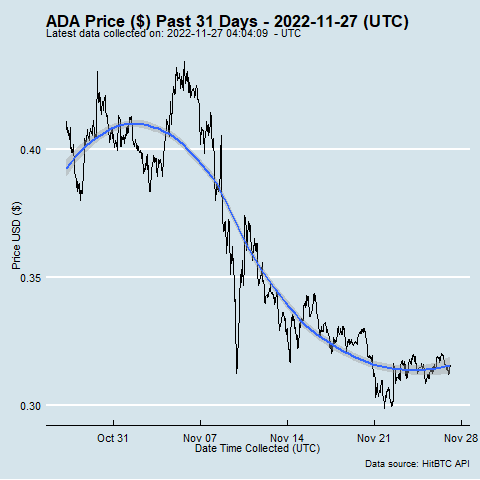 ADA Price ($) Past 31 Days - 2022-11-27 (UTC)
Latest data collected on: 2022-11-27 04:04:09 - UTC
0.40
0.35
0.30
Price USD ($)
Oct 31 Nov 07 Nov 14 Nov 21 Nov 28
Date Time Collected (UTC)
Data source: HitBTC API